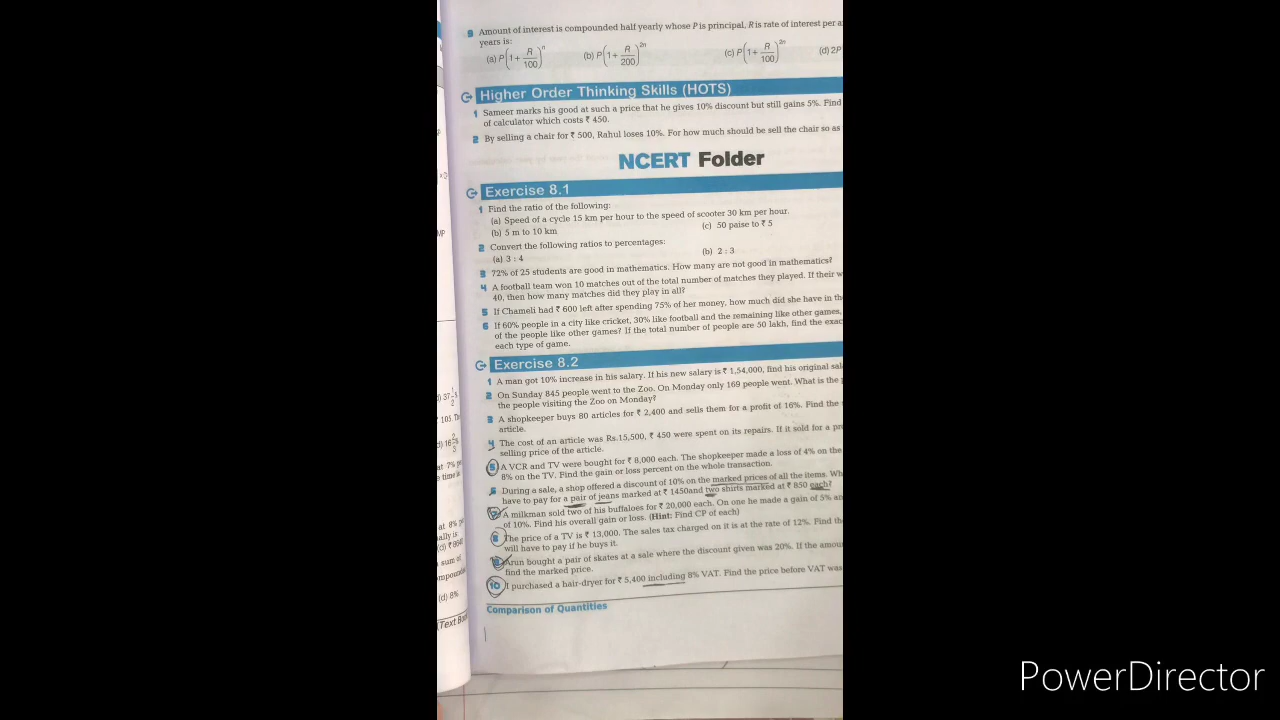 9 Amount of interest is compounded half yearly whose P is principal, R is rate of interest per a
years is:
(a) P(1 + R/100)^n (b) P(1 + R/200)^2n (c) P(1 + R/100)^2n (d) 2P
Higher Order Thinking Skills (HOTS)
1 Sameer marks his good at such a price that he gives 10% discount but still gains 5%. Find
of calculator which costs ₹ 450.
2 By selling a chair for ₹ 500, Rahul loses 10%. For how much should be sell the chair so as
NCERT Folder
Exercise 8.1
1 Find the ratio of the following:
(a) Speed of a cycle 15 km per hour to the speed of scooter 30 km per hour.
(b) 5 m to 10 km (c) 50 paise to ₹ 5
2 Convert the following ratios to percentages:
(a) 3 : 4 (b) 2 : 3
3 72% of 25 students are good in mathematics. How many are not good in mathematics?
4 A football team won 10 matches out of the total number of matches they played. If their w
40, then how many matches did they play in all?
5 If Chameli had ₹ 600 left after spending 75% of her money, how much did she have in th
6 If 60% people in a city like cricket, 30% like football and the remaining like other games,
of the people like other games? If the total number of people are 50 lakh, find the exac
each type of game.
Exercise 8.2
1 A man got 10% increase in his salary. If his new salary is ₹ 1,54,000, find his original sal
2 On Sunday 845 people went to the Zoo. On Monday only 169 people went. What is the
the people visiting the Zoo on Monday?
3 A shopkeeper buys 80 articles for ₹ 2,400 and sells them for a profit of 16%. Find the
article.
4 The cost of an article was Rs.15,500, ₹ 450 were spent on its repairs. If it sold for a pr
selling price of the article.
5 A VCR and TV were bought for ₹ 8,000 each. The shopkeeper made a loss of 4% on the
8% on the TV. Find the gain or loss percent on the whole transaction.
6 During a sale, a shop offered a discount of 10% on the marked prices of all the items. Wh
have to pay for a pair of jeans marked at ₹ 1450and two shirts marked at ₹ 850 each?
7 A milkman sold two of his buffaloes for ₹ 20,000 each. On one he made a gain of 5% an
of 10%. Find his overall gain or loss. (Hint: Find CP of each)
8 The price of a TV is ₹ 13,000. The sales tax charged on it is at the rate of 12%. Find th
will have to pay if he buys it.
9 Arun bought a pair of skates at a sale where the discount given was 20%. If the amou
find the marked price.
10 I purchased a hair-dryer for ₹ 5,400 including 8% VAT. Find the price before VAT was
Comparison of Quantities
(d) 8%
(Text Boo
PowerDirector